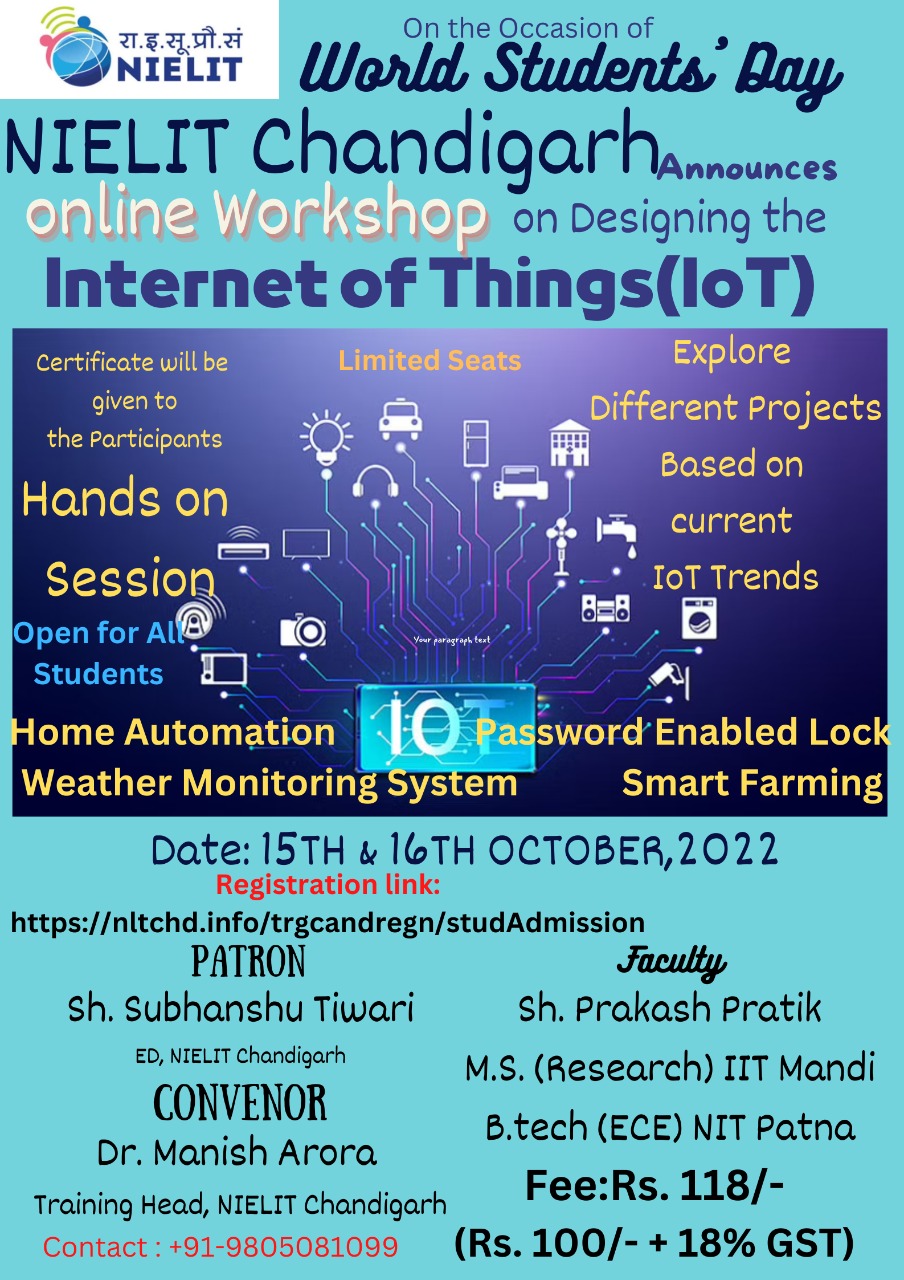 रा.इ.सू.प्रौ.सं
NIELIT
On the Occasion of
World Students' Day
NIELIT Chandigarh Announces
online Workshop on Designing the
Internet of Things(IoT)
Certificate will be
given to
the Participants
Limited Seats
Explore
Different Projects
Based on
current
IoT Trends
Hands on
Session
Open for All
Students
Your paragraph text
IOT
Home Automation
Password Enabled Lock
Weather Monitoring System
Smart Farming
Date: 15TH & 16TH OCTOBER,2022
Registration link:
https://nltchd.info/trgcandregn/studAdmission
PATRON
Sh. Subhanshu Tiwari
ED, NIELIT Chandigarh
CONVENOR
Dr. Manish Arora
Training Head, NIELIT Chandigarh
Contact : +91-9805081099
Faculty
Sh. Prakash Pratik
M.S. (Research) IIT Mandi
B.tech (ECE) NIT Patna
Fee:Rs. 118/-
(Rs. 100/- + 18% GST)